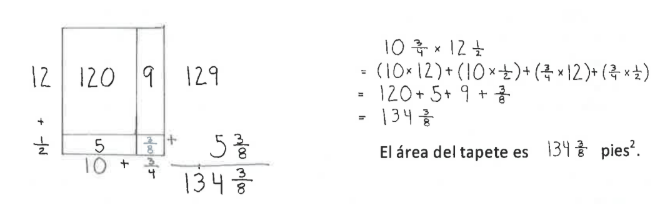 12 120 9 129
+
1/2 5 3/8 + 5 3/8
10 + 3/4 134 3/8
10 3/4 × 12 1/2
= (10×12)+(10×1/2)+(3/4×12)+(3/4×1/2)
= 120+5+9+3/8
= 134 3/8
El área del tapete es 134 3/8 pies².